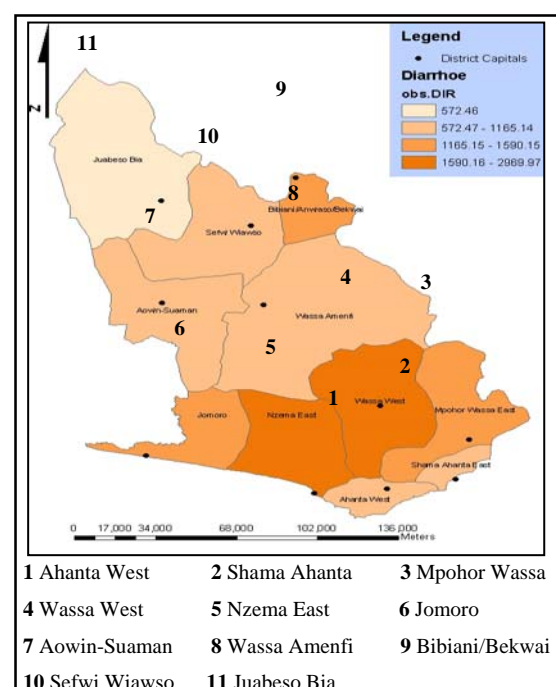 11
Legend
District Capitals
Diarrhoe
obs.DIR
9
572.46
572.47 - 1165.14
1165.15 - 1590.15
1590.16 - 2969.97
Z
10
Juabeso Bia
8
7
Bibiani/Anwiaso/Bekwai
Sefwi Wiawso
4
3
Aowin-Suaman
Wassa Amenfi
6
5
2
1
Wassa West
Jomoro
Nzema East
Mpohor Wassa East
Shama Ahanta East
Ahanta West
0 17,000 34,000 68,000 102,000 136,000
Meters
1 Ahanta West 2 Shama Ahanta 3 Mpohor Wassa
4 Wassa West 5 Nzema East 6 Jomoro
7 Aowin-Suaman 8 Wassa Amenfi 9 Bibiani/Bekwai
10 Sefwi Wiawso 11 Juabeso Bia